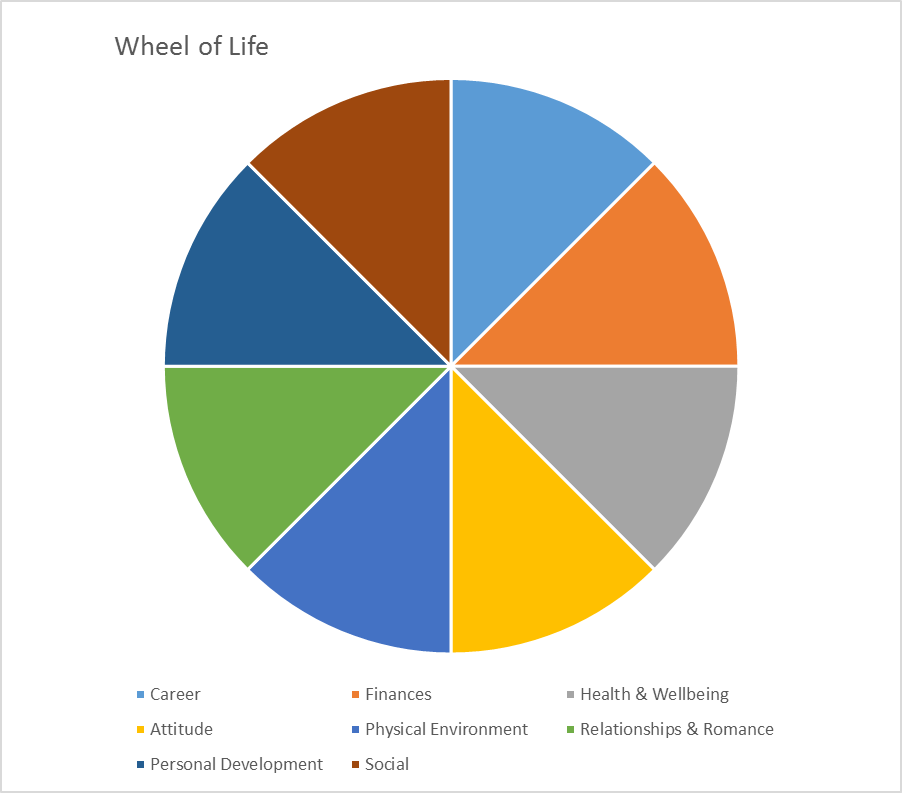 Wheel of Life
Career Finances Health & Wellbeing
Attitude Physical Environment Relationships & Romance
Personal Development Social